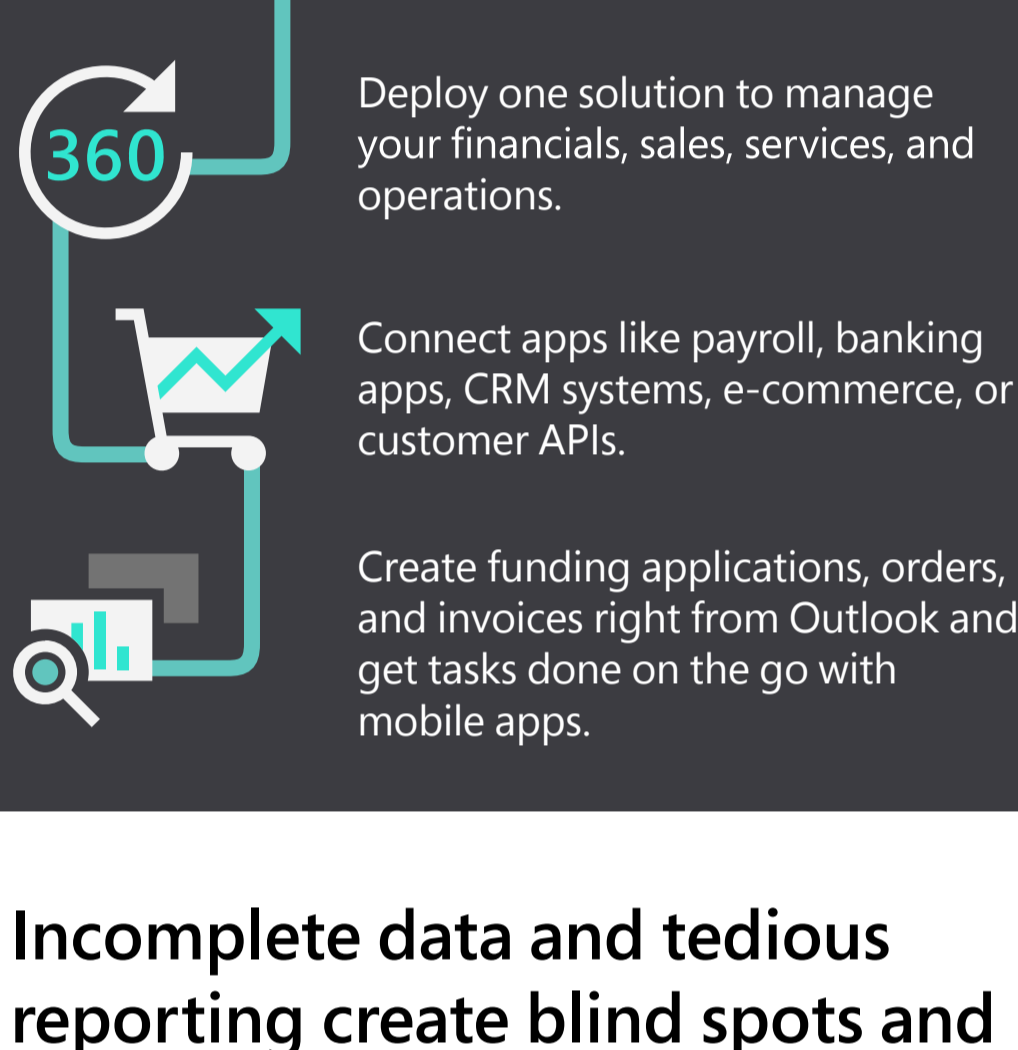 360
Deploy one solution to manage
your financials, sales, services, and
operations.
Connect apps like payroll, banking
apps, CRM systems, e-commerce, or
customer APIs.
Create funding applications, orders,
and invoices right from Outlook and
get tasks done on the go with
mobile apps.
Incomplete data and tedious
reporting create blind spots and